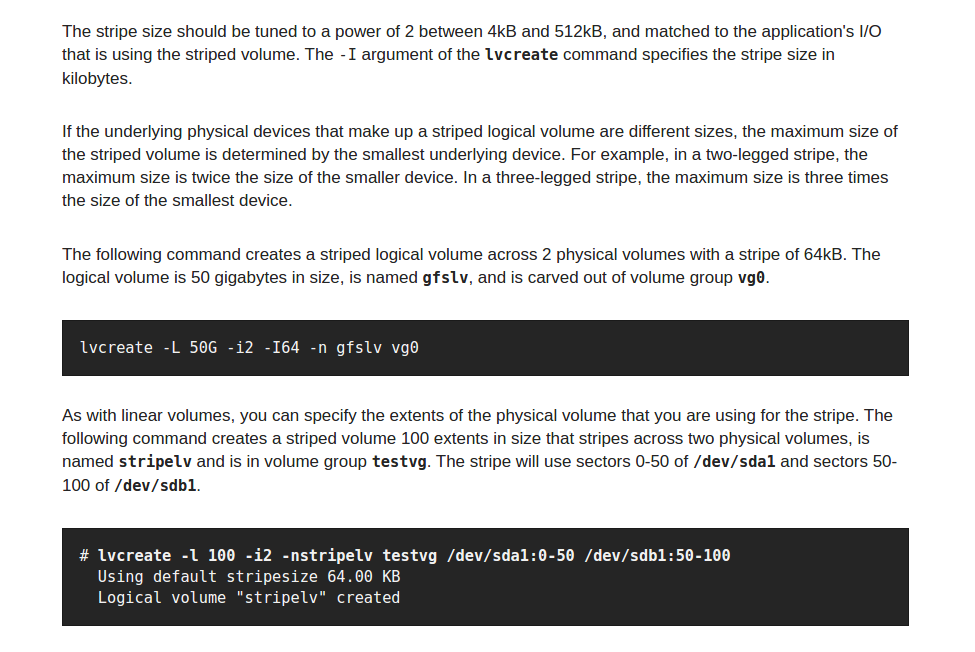 The stripe size should be tuned to a power of 2 between 4kB and 512kB, and matched to the application's I/O
that is using the striped volume. The -I argument of the lvcreate command specifies the stripe size in
kilobytes.
If the underlying physical devices that make up a striped logical volume are different sizes, the maximum size of
the striped volume is determined by the smallest underlying device. For example, in a two-legged stripe, the
maximum size is twice the size of the smaller device. In a three-legged stripe, the maximum size is three times
the size of the smallest device.
The following command creates a striped logical volume across 2 physical volumes with a stripe of 64kB. The
logical volume is 50 gigabytes in size, is named gfslv, and is carved out of volume group vg0.
lvcreate -L 50G -i2 -I64 -n gfslv vg0
As with linear volumes, you can specify the extents of the physical volume that you are using for the stripe. The
following command creates a striped volume 100 extents in size that stripes across two physical volumes, is
named stripelv and is in volume group testvg. The stripe will use sectors 0-50 of /dev/sda1 and sectors 50-
100 of /dev/sdb1.
# lvcreate -l 100 -i2 -nstripelv testvg /dev/sda1:0-50 /dev/sdb1:50-100
Using default stripesize 64.00 KB
Logical volume "stripelv" created